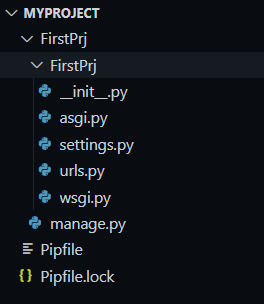 MYPROJECT
FirstPrj
FirstPrj
__init__.py
asgi.py
settings.py
urls.py
wsgi.py
manage.py
Pipfile
{} Pipfile.lock